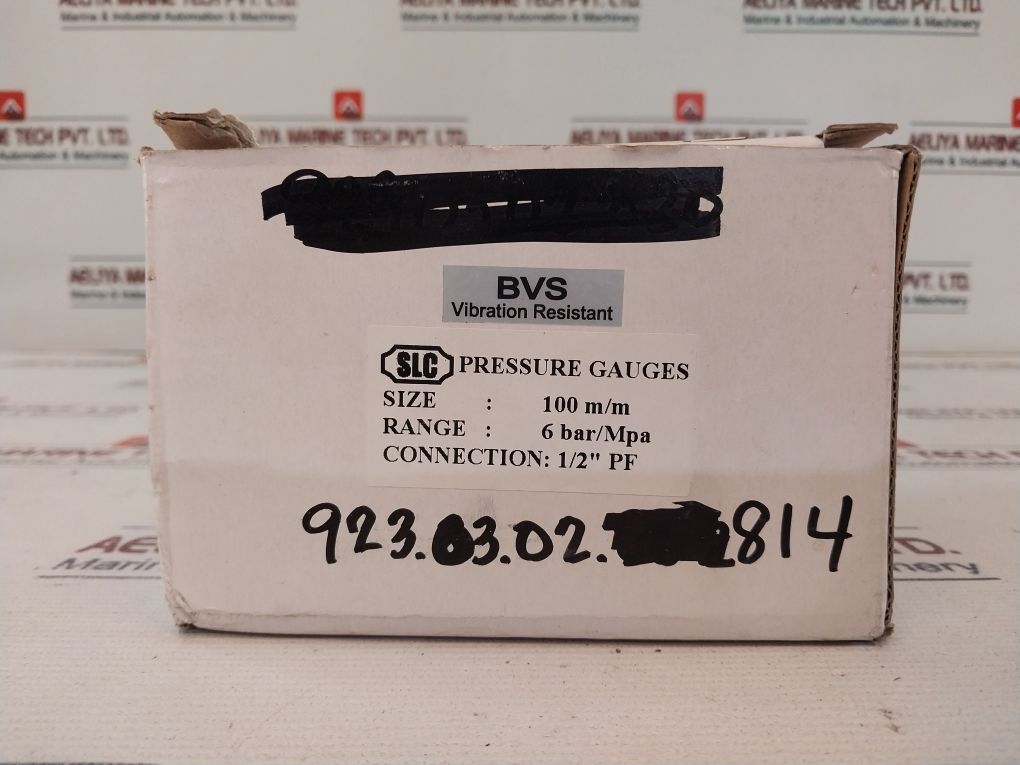 AELIYA MARINE TECH PVT. LTD.
Marine & Industrial Automation & Machinery
BVS
Vibration Resistant
SLC PRESSURE GAUGES
SIZE : 100 m/m
RANGE : 6 bar/Mpa
CONNECTION: 1/2" PF
923.03.02. 814